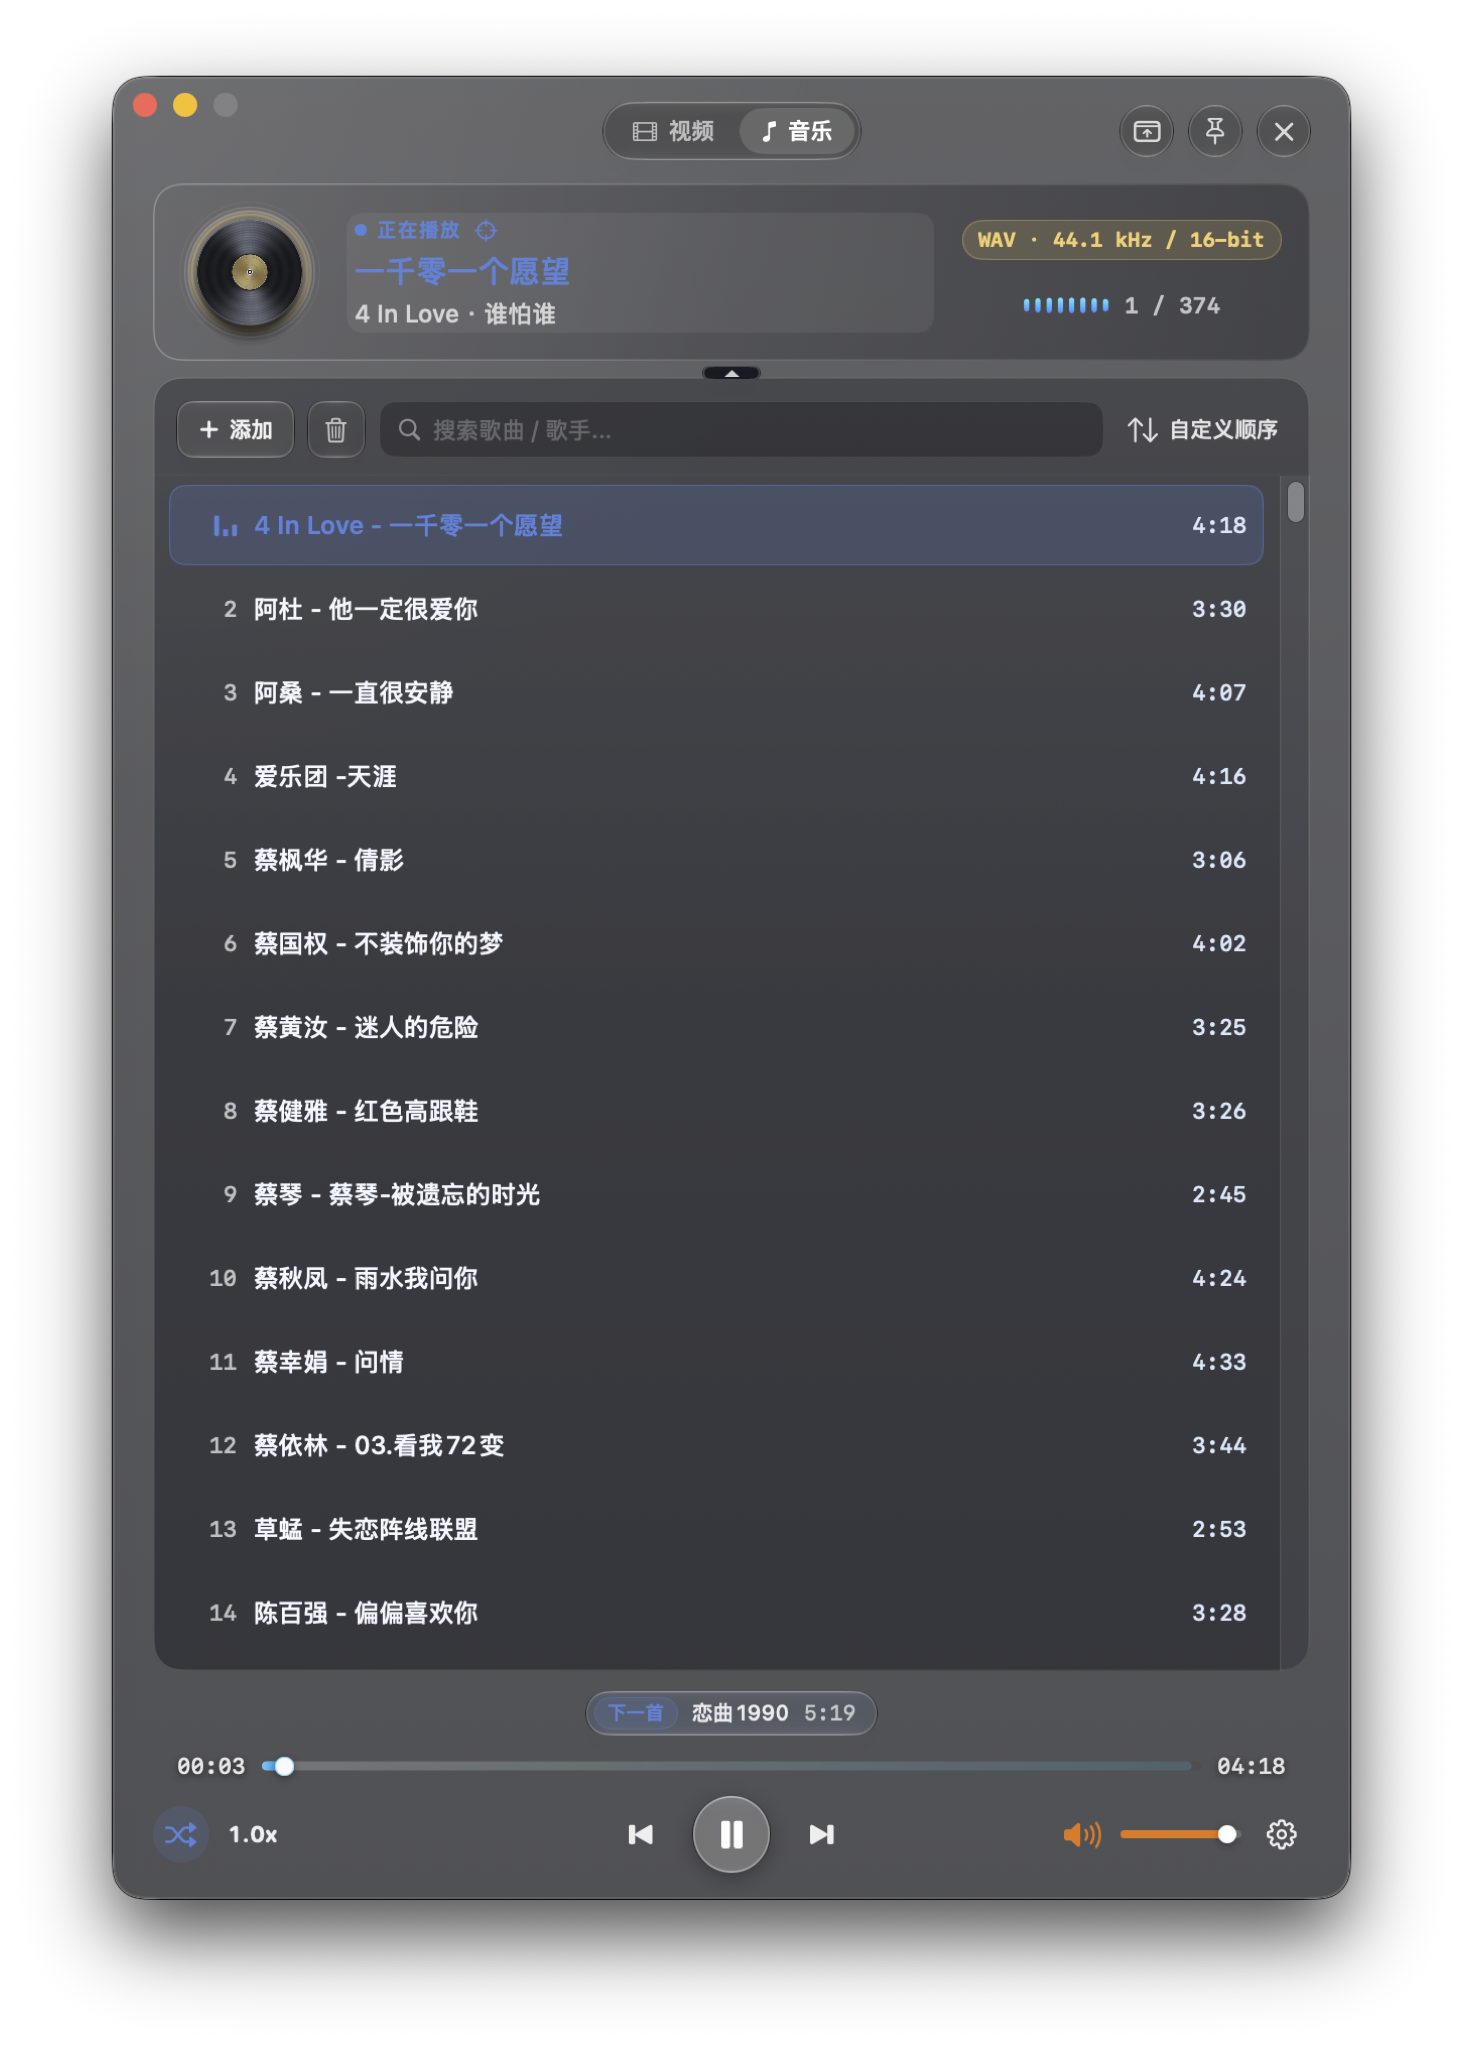 视频 音乐
正在播放
一千零一个愿望
4 In Love · 谁怕谁
WAV · 44.1 kHz / 16-bit
1 / 374
添加 搜索歌曲 / 歌手... 自定义顺序
4 In Love - 一千零一个愿望 4:18
2 阿杜 - 他一定很爱你 3:30
3 阿桑 - 一直很安静 4:07
4 爱乐团 -天涯 4:16
5 蔡枫华 - 倩影 3:06
6 蔡国权 - 不装饰你的梦 4:02
7 蔡黄汝 - 迷人的危险 3:25
8 蔡健雅 - 红色高跟鞋 3:26
9 蔡琴 - 蔡琴-被遗忘的时光 2:45
10 蔡秋凤 - 雨水我问你 4:24
11 蔡幸娟 - 问情 4:33
12 蔡依林 - 03.看我72变 3:44
13 草蜢 - 失恋阵线联盟 2:53
14 陈百强 - 偏偏喜欢你 3:28
下一首 恋曲1990 5:19
00:03 04:18
1.0x